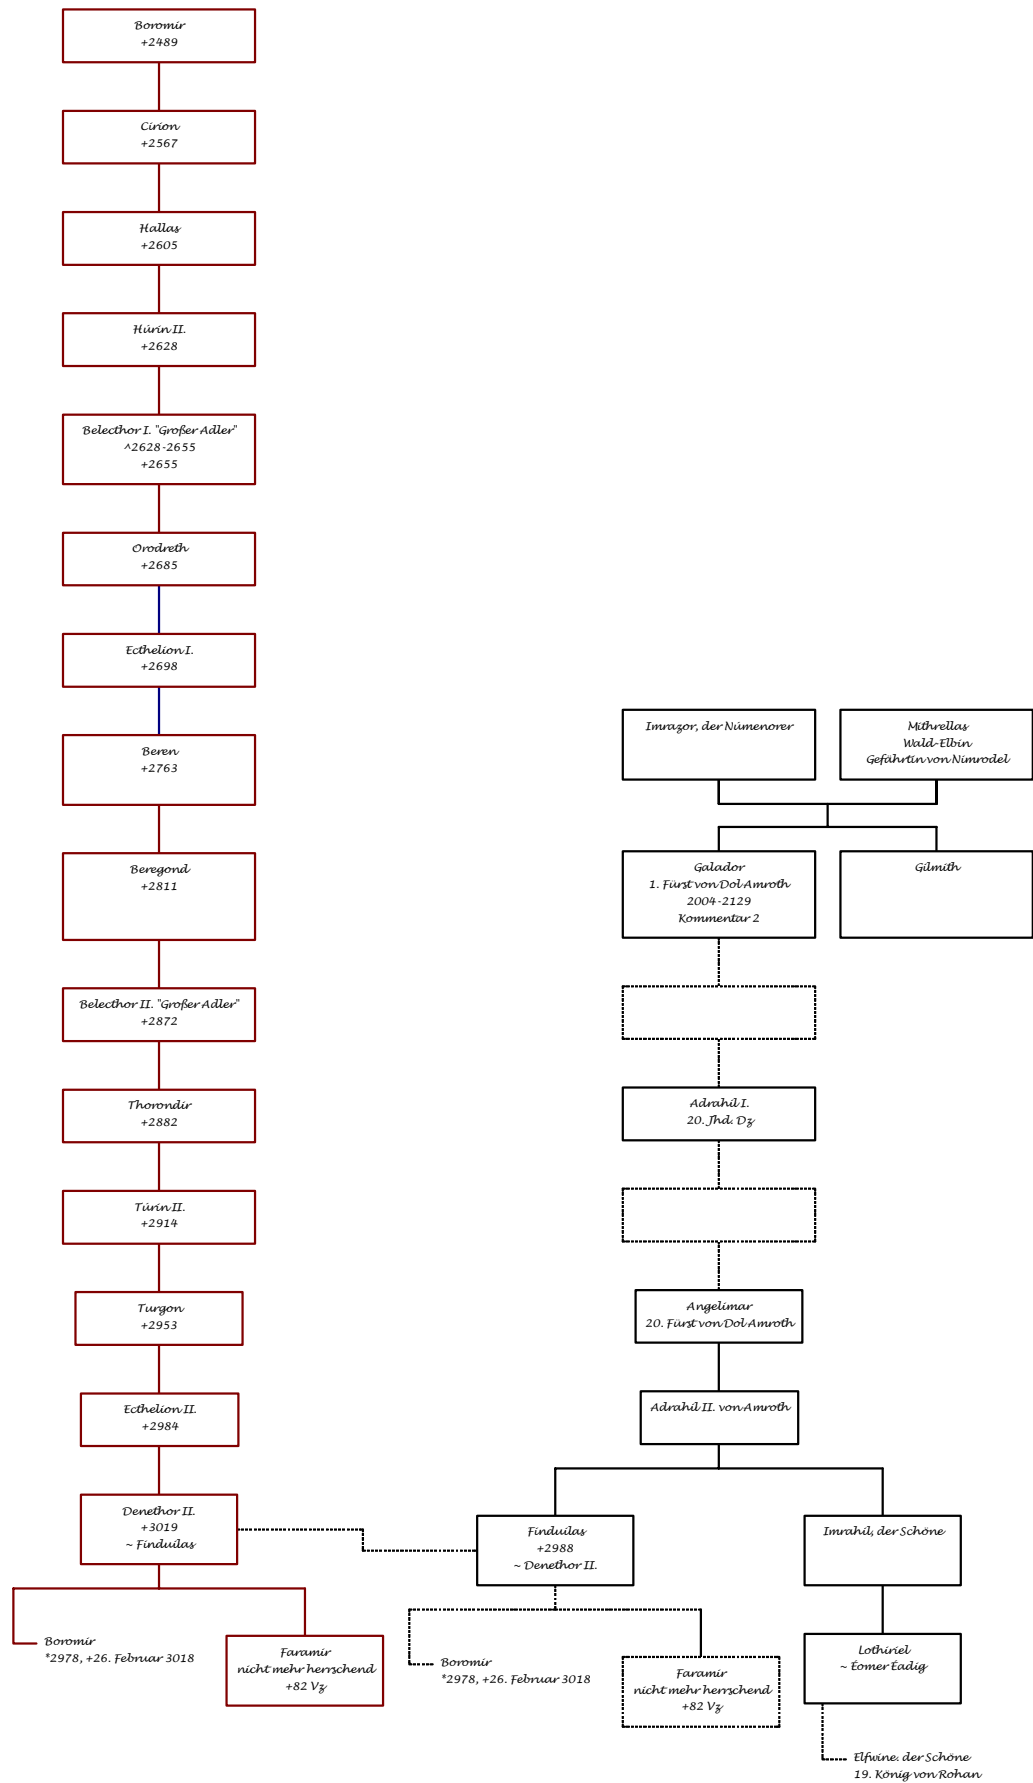 Boromir
+2489
Cirion
+2567
Hallas
+2605
Húrin II.
+2628
Belecthor I. "Großer Adler"
^2628-2655
+2655
Orodreth
+2685
Ecthelion I.
+2698
Beren
+2763
Beregond
+2811
Belecthor II. "Großer Adler"
+2872
Thorondir
+2882
Túrin II.
+2914
Turgon
+2953
Ecthelion II.
+2984
Denethor II.
+3019
~ Finduilas
Boromir
*2978, +26. Februar 3018
Faramir
nicht mehr herrschend
+82 Vz
Imrazor, der Númenorer
Mithrellas
Wald-Elbin
Gefährtin von Nimrodel
Galador
1. Fürst von Dol Amroth
2004-2129
Kommentar 2
Gilmith
Adrahil I.
20. Jhd. Dz
Angelimar
20. Fürst von Dol Amroth
Adrahil II. von Amroth
Finduilas
+2988
~ Denethor II.
Imrahil, der Schöne
Boromir
*2978, +26. Februar 3018
Faramir
nicht mehr herrschend
+82 Vz
Lothiriel
~ Éomer Éadig
Elfwine. der Schöne
19. König von Rohan